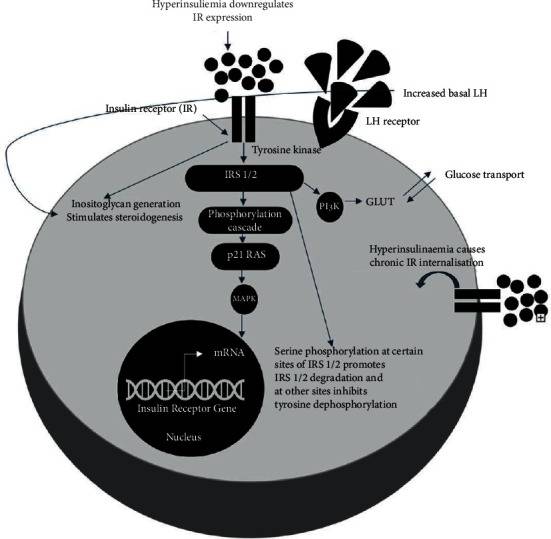 Hyperinsuliemia downregulates
IR expression
Increased basal LH
Insulin receptor (IR)
LH receptor
Tyrosine kinase
IRS 1/2
Glucose transport
PI3K
GLUT
Inositoglycan generation
Stimulates steroidogenesis
Phosphorylation
cascade
Hyperinsulinaemia causes
chronic IR internalisation
p21 RAS
MAPK
mRNA
Serine phosphorylation at certain
sites of IRS 1/2 promotes
IRS 1/2 degradation and
at other sites inhibits
tyrosine dephosphorylation
Insulin Receptor Gene
Nucleus